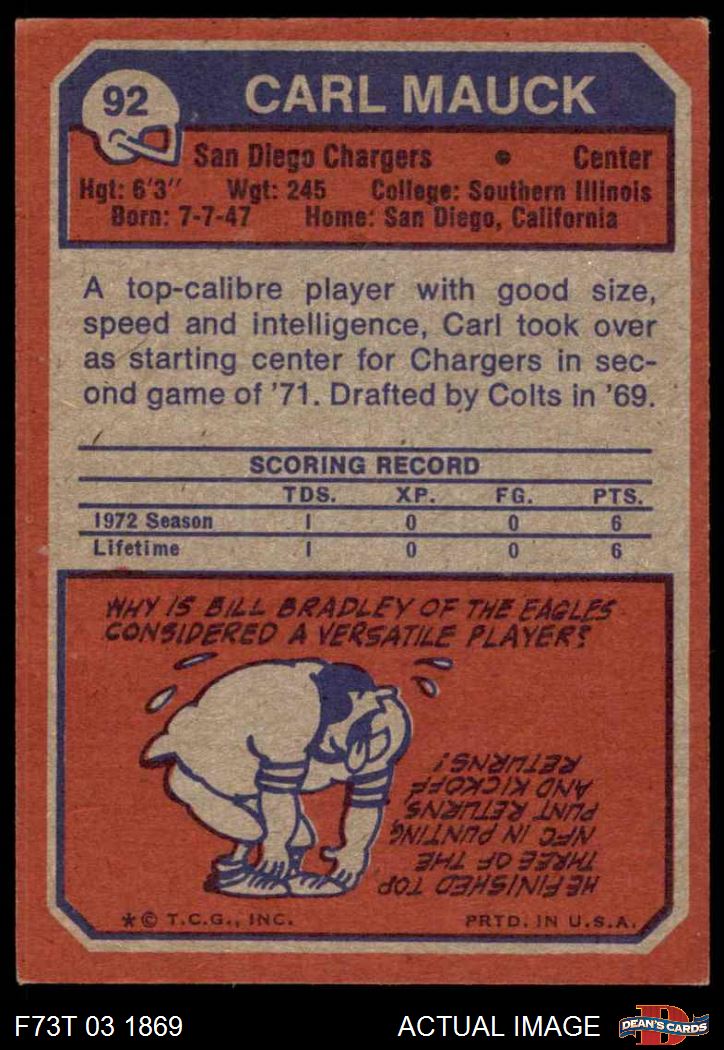 92
CARL MAUCK
San Diego Chargers • Center
Hgt: 6'3" Wgt: 245 College: Southern Illinois
Born: 7-7-47 Home: San Diego, California
A top-calibre player with good size,
speed and intelligence, Carl took over
as starting center for Chargers in sec-
ond game of '71. Drafted by Colts in '69.
SCORING RECORD
TDS. XP. FG. PTS.
1972 Season 1 0 0 6
Lifetime 1 0 0 6
WHY IS BILL BRADLEY OF THE EAGLES
CONSIDERED A VERSATILE PLAYER?
HE FINISHED TOP
THREE OF THE
NFC IN PUNTING,
PUNT RETURNS
AND KICKOFF
RETURNS!
*© T.C.G., INC. PRTD. IN U.S.A.
F73T 03 1869 ACTUAL IMAGE
D
DEAN'S CARDS